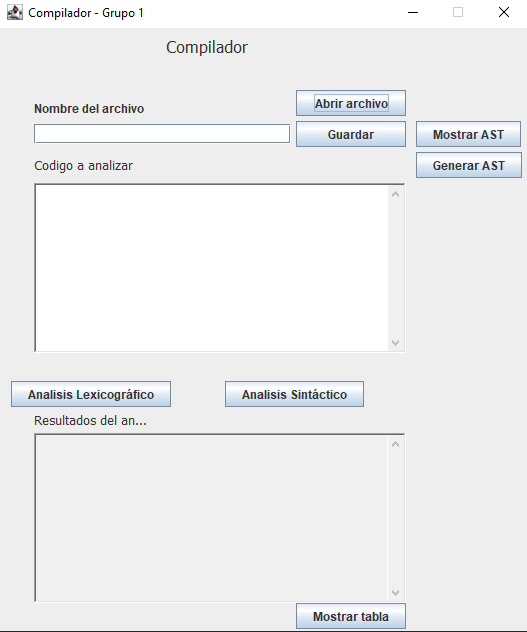 Compilador - Grupo 1
Compilador
Abrir archivo
Nombre del archivo
Guardar
Mostrar AST
Codigo a analizar
Generar AST
Analisis Lexicográfico
Analisis Sintáctico
Resultados del an...
Mostrar tabla